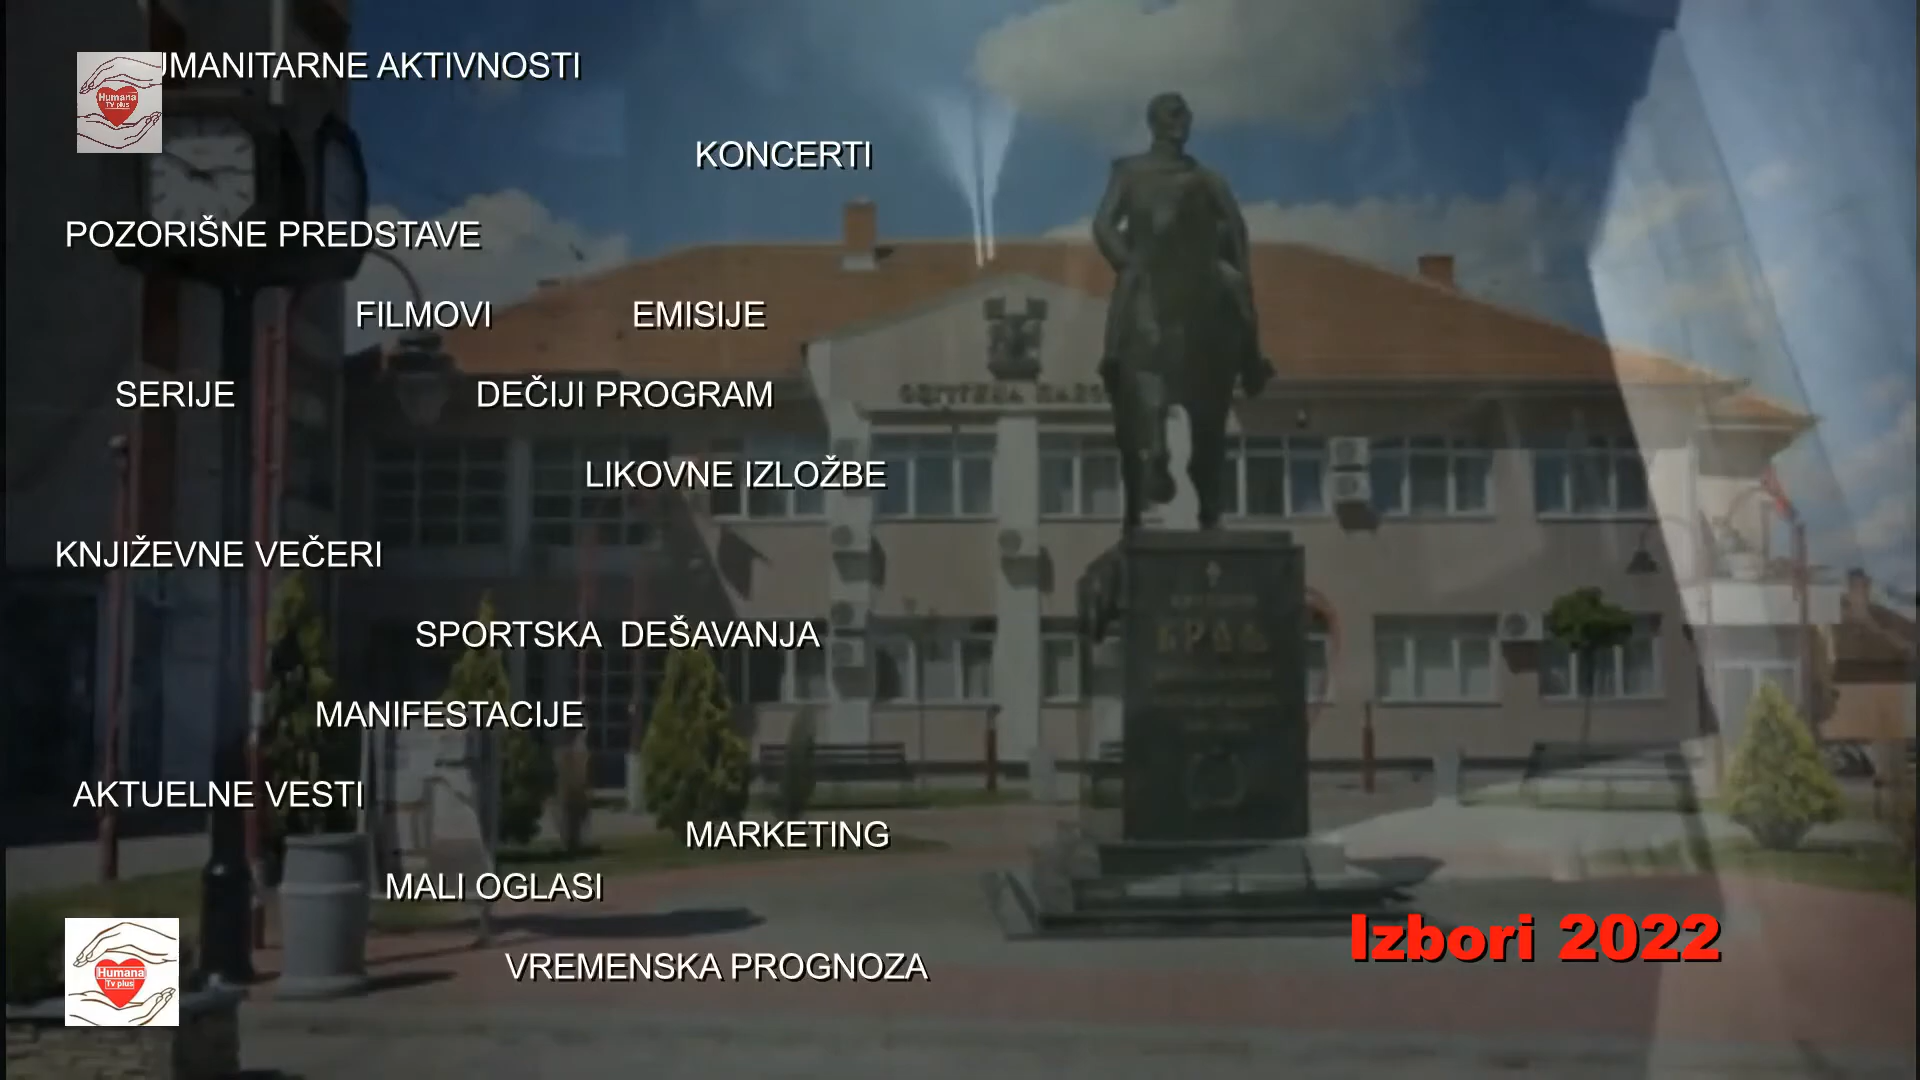 UMANITARNE AKTIVNOSTI
Humana
Tv plus
KONCERTI
POZORIŠNE PREDSTAVE
FILMOVI EMISIJE
SERIJE DEČIJI PROGRAM
LIKOVNE IZLOŽBE
KNJIŽEVNE VEČERI
SPORTSKA DEŠAVANJA
MANIFESTACIJE
AKTUELNE VESTI
MARKETING
MALI OGLASI
Izbori 2022
VREMENSKA PROGNOZA
Humana
Tv plus